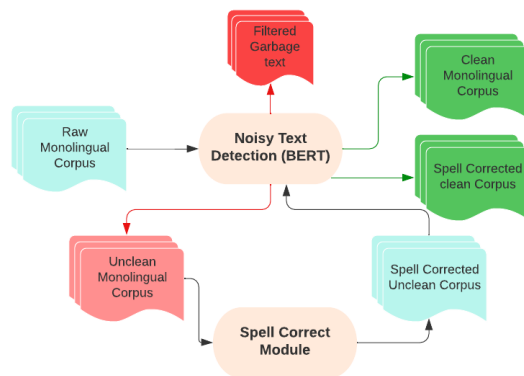 Filtered
Garbage
text
Clean
Monolingual
Corpus
Raw
Monolingual
Corpus
Noisy Text
Detection (BERT)
Spell Corrected
clean Corpus
Unclean
Monolingual
Corpus
Spell Corrected
Unclean Corpus
Spell Correct
Module